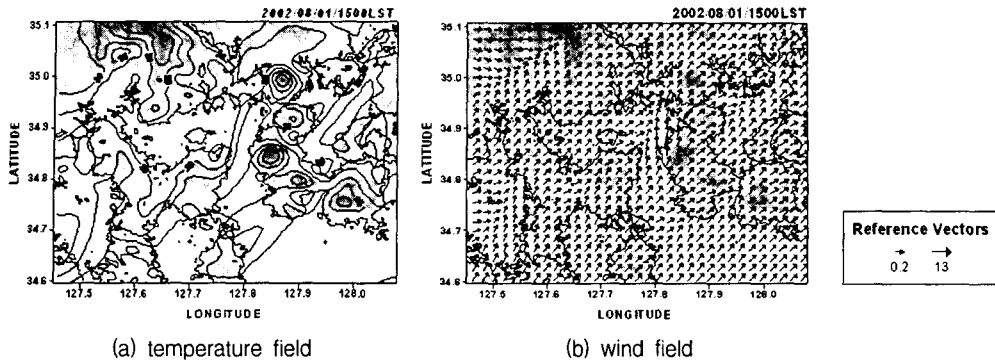 2002/08/01/1500LST
35.1
35.0
34.9
34.8
34.7
34.6
LATITUDE
127.5 127.6 127.7 127.8 127.9 128.0
LONGITUDE
(a) temperature field
2002/08/01/1500LST
35.1
35.0
34.9
34.8
34.7
34.6
LATITUDE
127.5 127.6 127.7 127.8 127.9 128.0
LONGITUDE
(b) wind field
Reference Vectors
0.2 13